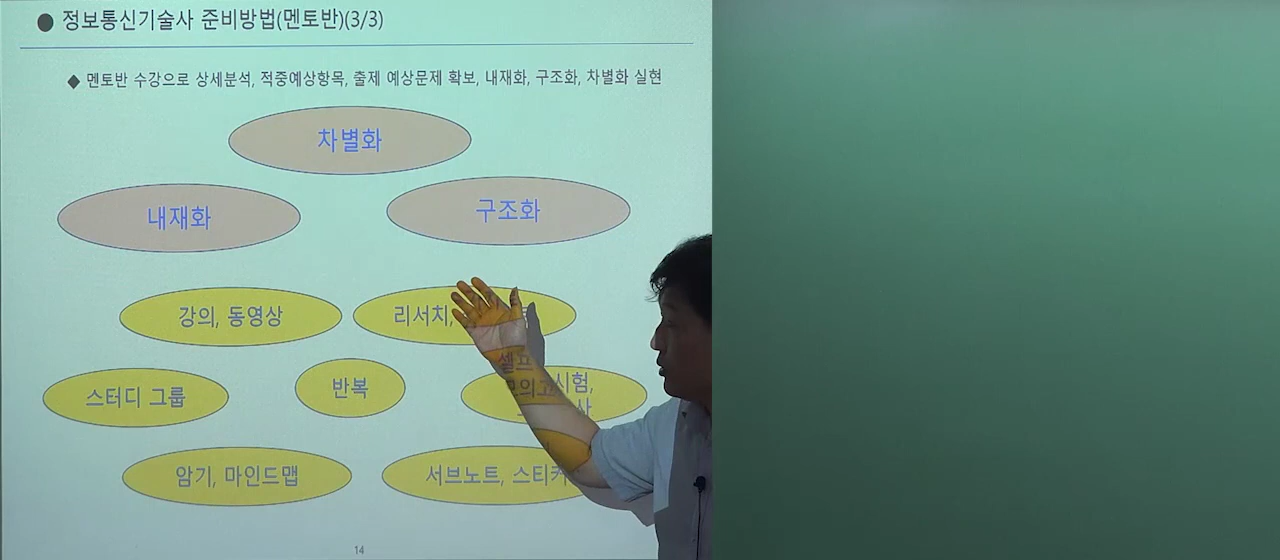 ● 정보통신기술사 준비방법(멘토반)(3/3)
◆ 멘토반 수강으로 상세분석, 적중예상항목, 출제 예상문제 확보, 내재화, 구조화, 차별화 실현
차별화
내재화
구조화
강의, 동영상
리서치,
스터디 그룹
반복
셀프
시험,
암기, 마인드맵
서브노트,
14